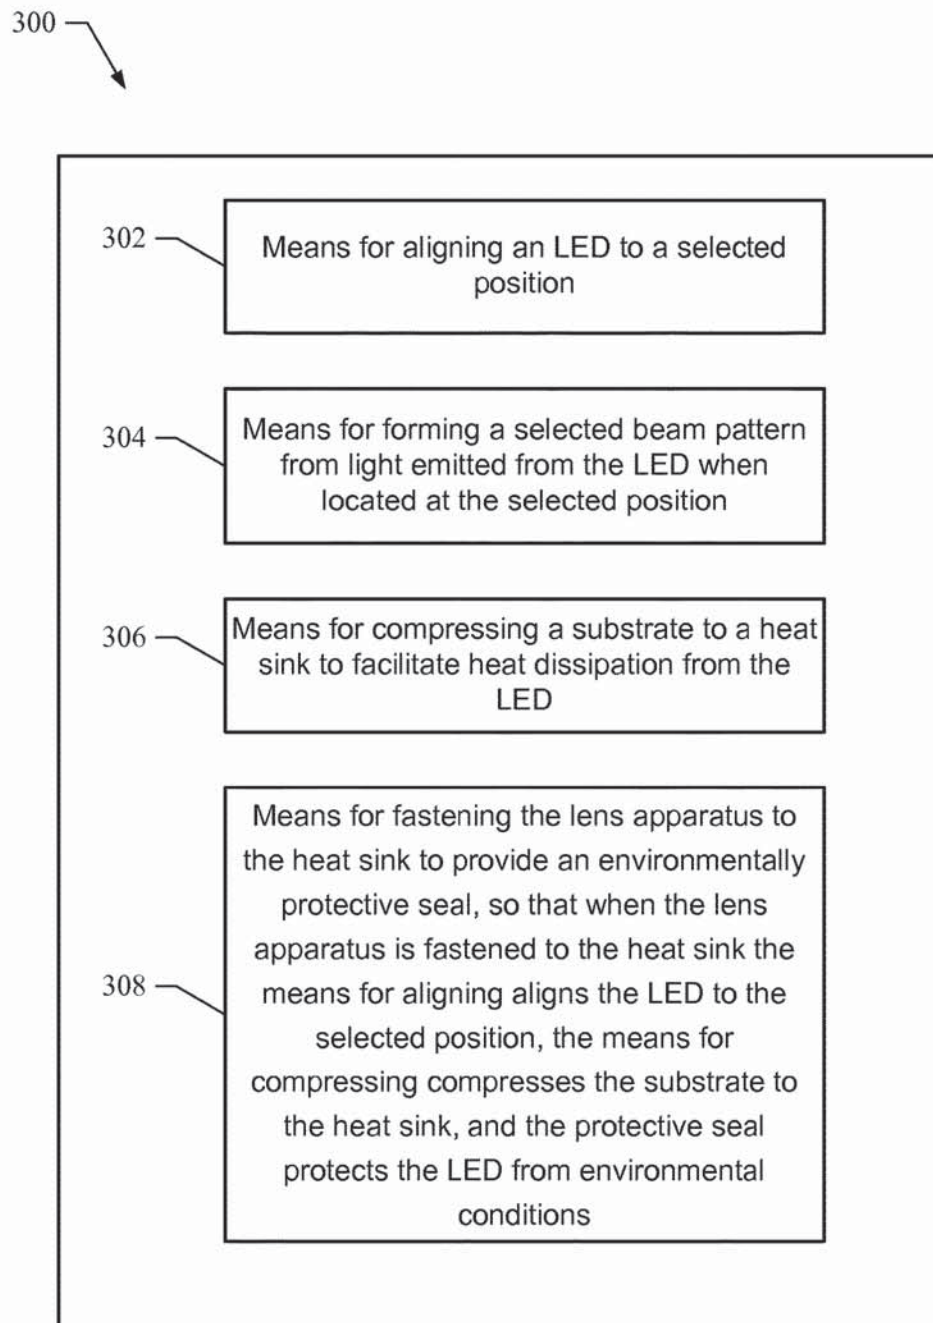 300
302
Means for aligning an LED to a selected
position
304
Means for forming a selected beam pattern
from light emitted from the LED when
located at the selected position
306
Means for compressing a substrate to a heat
sink to facilitate heat dissipation from the
LED
308
Means for fastening the lens apparatus to
the heat sink to provide an environmentally
protective seal, so that when the lens
apparatus is fastened to the heat sink the
means for aligning aligns the LED to the
selected position, the means for
compressing compresses the substrate to
the heat sink, and the protective seal
protects the LED from environmental
conditions